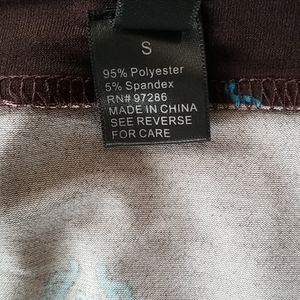 S
95% Polyester
5% Spandex
RN# 97286
MADE IN CHINA
SEE REVERSE
FOR CARE